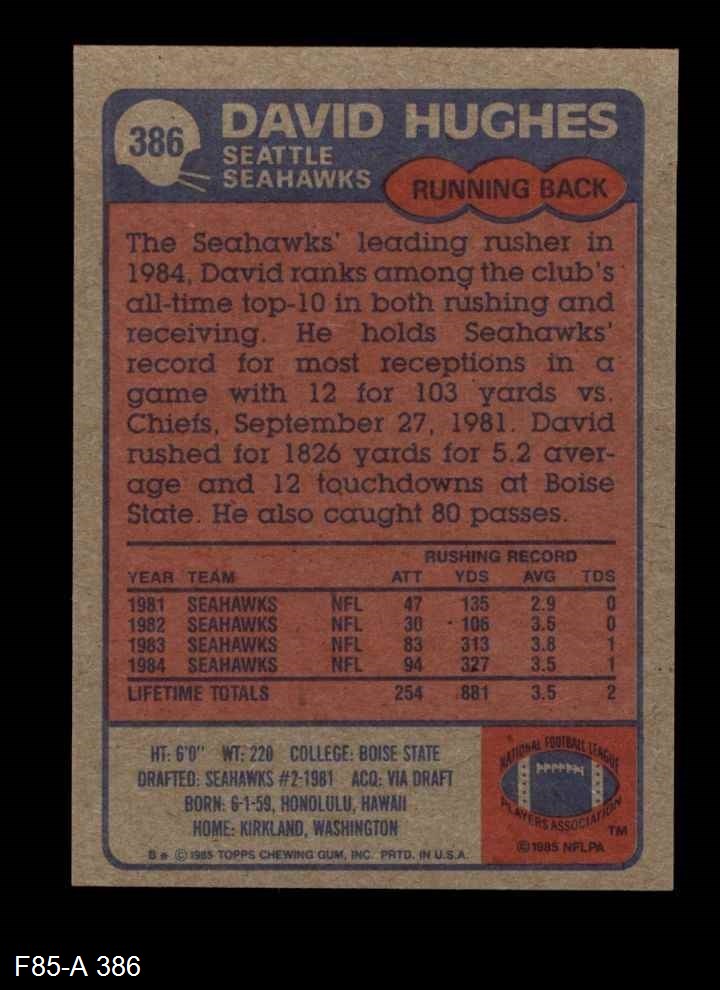 386
DAVID HUGHES
SEATTLE
SEAHAWKS
RUNNING BACK
The Seahawks' leading rusher in
1984, David ranks among the club's
all-time top-10 in both rushing and
receiving. He holds Seahawks'
record for most receptions in a
game with 12 for 103 yards vs.
Chiefs, September 27, 1981. David
rushed for 1826 yards for 5.2 aver-
age and 12 touchdowns at Boise
State. He also caught 80 passes.
RUSHING RECORD
YEAR TEAM ATT YDS AVG TDS
1981 SEAHAWKS NFL 47 135 2.9 0
1982 SEAHAWKS NFL 30 106 3.5 0
1983 SEAHAWKS NFL 83 313 3.8 1
1984 SEAHAWKS NFL 94 327 3.5 1
LIFETIME TOTALS 254 881 3.5 2
HT: 6'0" WT: 220 COLLEGE: BOISE STATE
DRAFTED: SEAHAWKS #2-1981 ACQ: VIA DRAFT
BORN: 6-1-59, HONOLULU, HAWAII
HOME: KIRKLAND, WASHINGTON
B* © 1985 TOPPS CHEWING GUM, INC. PRTD. IN U.S.A.
NATIONAL FOOTBALL LEAGUE
PLAYERS ASSOCIATION
TM
© 1985 NFLPA
F85-A 386